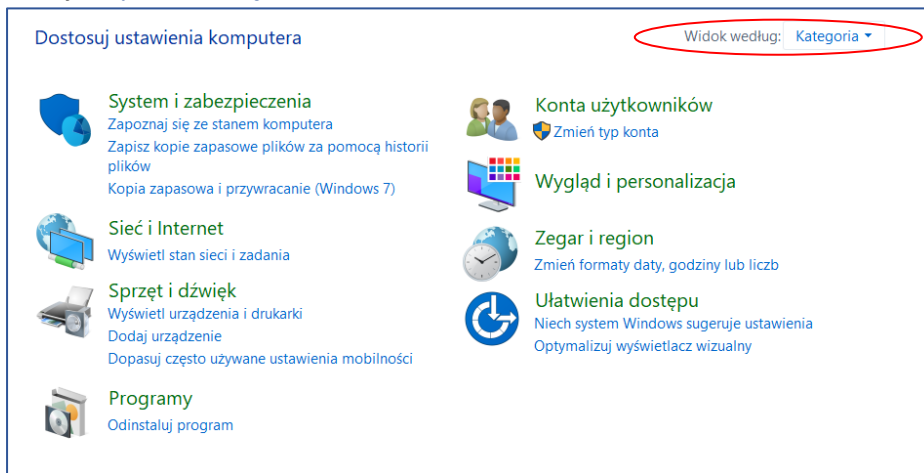 Dostosuj ustawienia komputera
Widok według: Kategoria
System i zabezpieczenia
Zapoznaj się ze stanem komputera
Zapisz kopie zapasowe plików za pomocą historii
plików
Kopia zapasowa i przywracanie (Windows 7)
Sieć i Internet
Wyświetl stan sieci i zadania
Sprzęt i dźwięk
Wyświetl urządzenia i drukarki
Dodaj urządzenie
Dopasuj często używane ustawienia mobilności
Programy
Odinstaluj program
Konta użytkowników
Zmień typ konta
Wygląd i personalizacja
Zegar i region
Zmień formaty daty, godziny lub liczb
Ułatwienia dostępu
Niech system Windows sugeruje ustawienia
Optymalizuj wyświetlacz wizualny